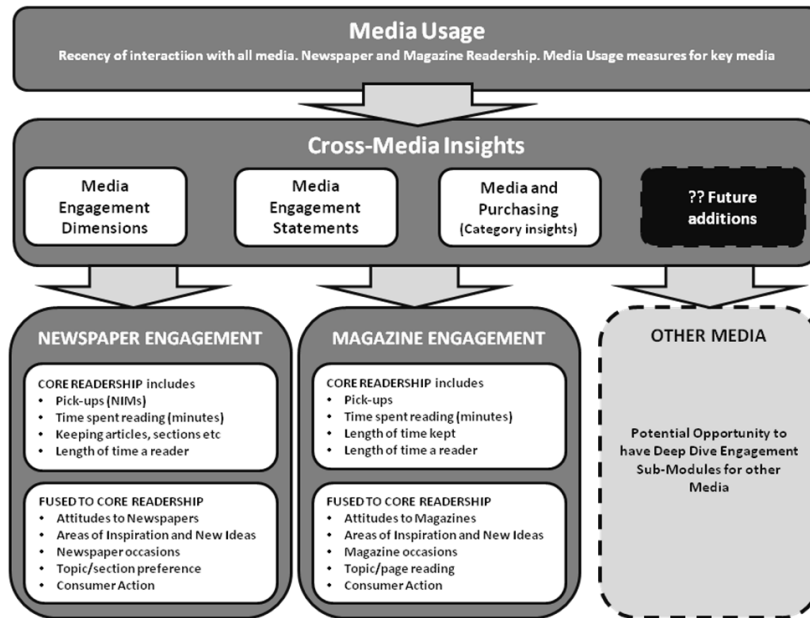 Media Usage
Recency of interactiion with all media. Newspaper and Magazine Readership. Media Usage measures for key media
Cross-Media Insights
Media
Engagement
Dimensions
Media
Engagement
Statements
Media and
Purchasing
(Category insights)
?? Future
additions
NEWSPAPER ENGAGEMENT
CORE READERSHIP includes
• Pick-ups (NIMs)
• Time spent reading (minutes)
• Keeping articles, sections etc
• Length of time a reader
FUSED TO CORE READERSHIP
• Attitudes to Newspapers
• Areas of Inspiration and New Ideas
• Newspaper occasions
• Topic/section preference
• Consumer Action
MAGAZINE ENGAGEMENT
CORE READERSHIP includes
• Pick-ups
• Time spent reading (minutes)
• Length of time kept
• Length of time a reader
FUSED TO CORE READERSHIP
• Attitudes to Magazines
• Areas of Inspiration and New Ideas
• Magazine occasions
• Topic/page reading
• Consumer Action
OTHER MEDIA
Potential Opportunity to
have Deep Dive Engagement
Sub-Modules for other
Media